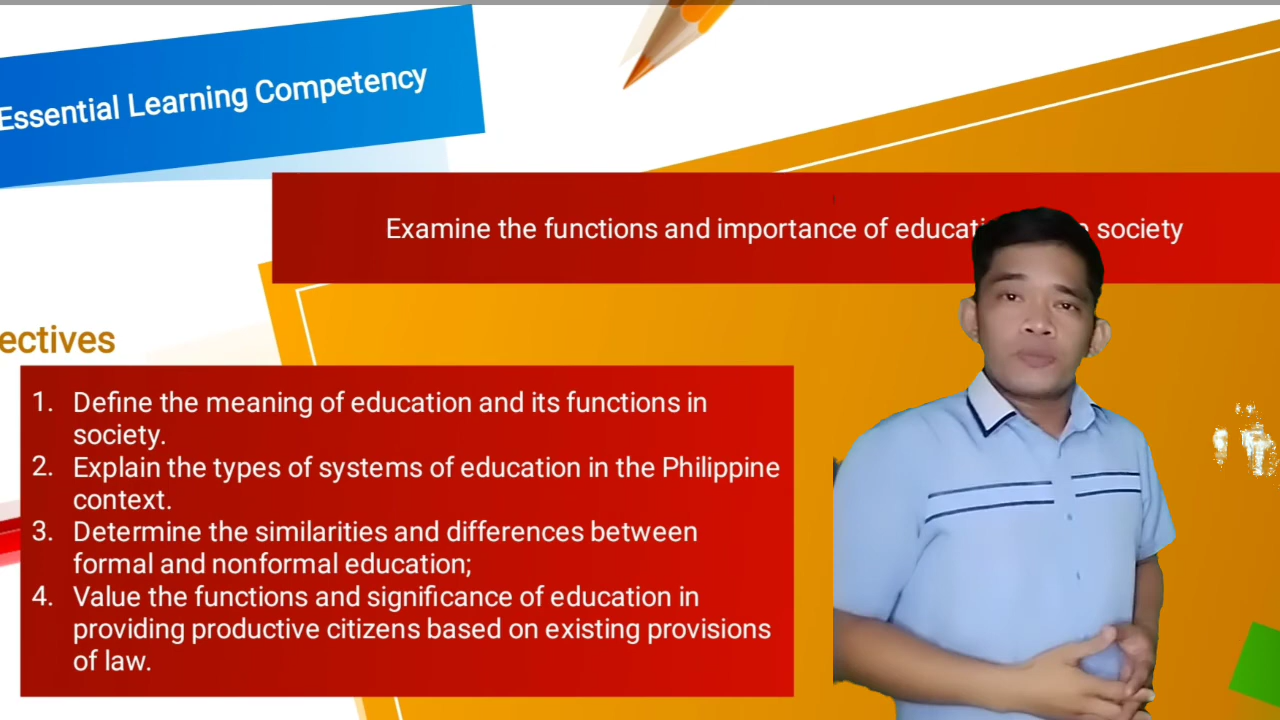 Essential Learning Competency
Examine the functions and importance of society
ectives
1. Define the meaning of education and its functions in
society.
2. Explain the types of systems of education in the Philippine
context.
3. Determine the similarities and differences between
formal and nonformal education;
4. Value the functions and significance of education in
providing productive citizens based on existing provisions
of law.